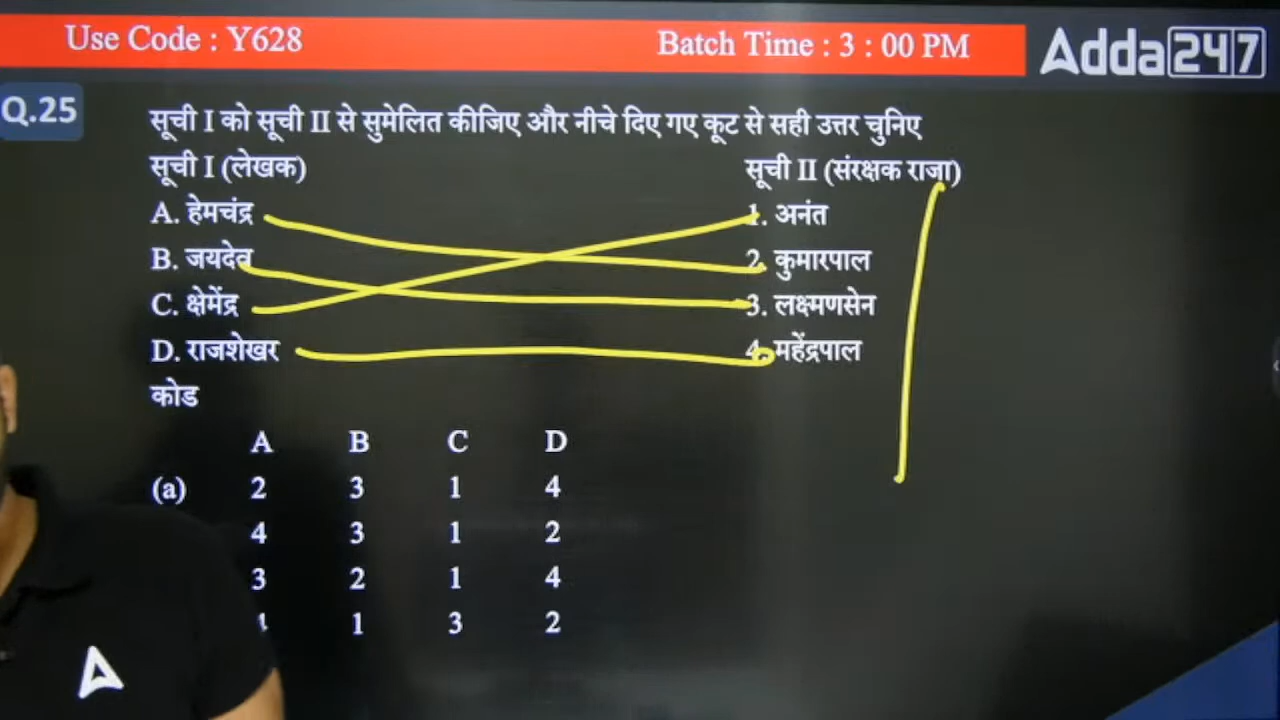 Use Code : Y628
Batch Time : 3 : 00 PM
Adda247
Q.25
सूची I को सूची II से सुमेलित कीजिए और नीचे दिए गए कूट से सही उत्तर चुनिए
सूची I (लेखक) सूची II (संरक्षक राजा)
A. हेमचंद्र 1. अनंत
B. जयदेव 2. कुमारपाल
C. क्षेमेंद्र 3. लक्ष्मणसेन
D. राजशेखर 4. महेंद्रपाल
कोड
A B C D
(a) 2 3 1 4
4 3 1 2
3 2 1 4
1 3 2